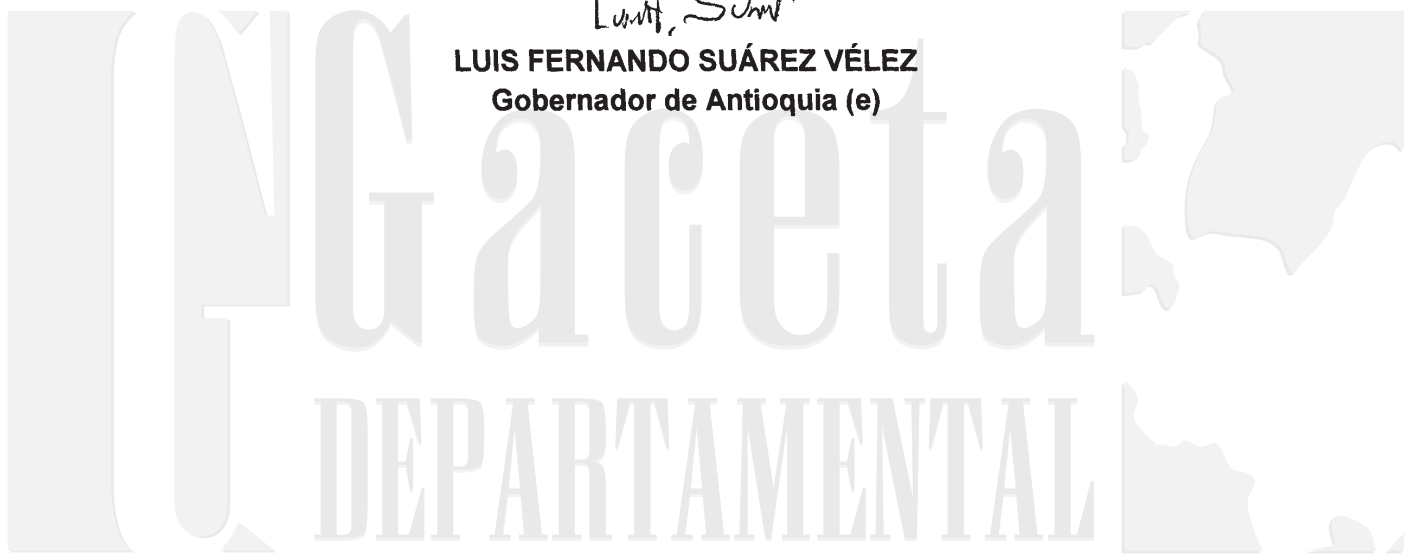 LUIS FERNANDO SUÁREZ VÉLEZ
Gobernador de Antioquia (e)
Gaceta
DEPARTAMENTAL